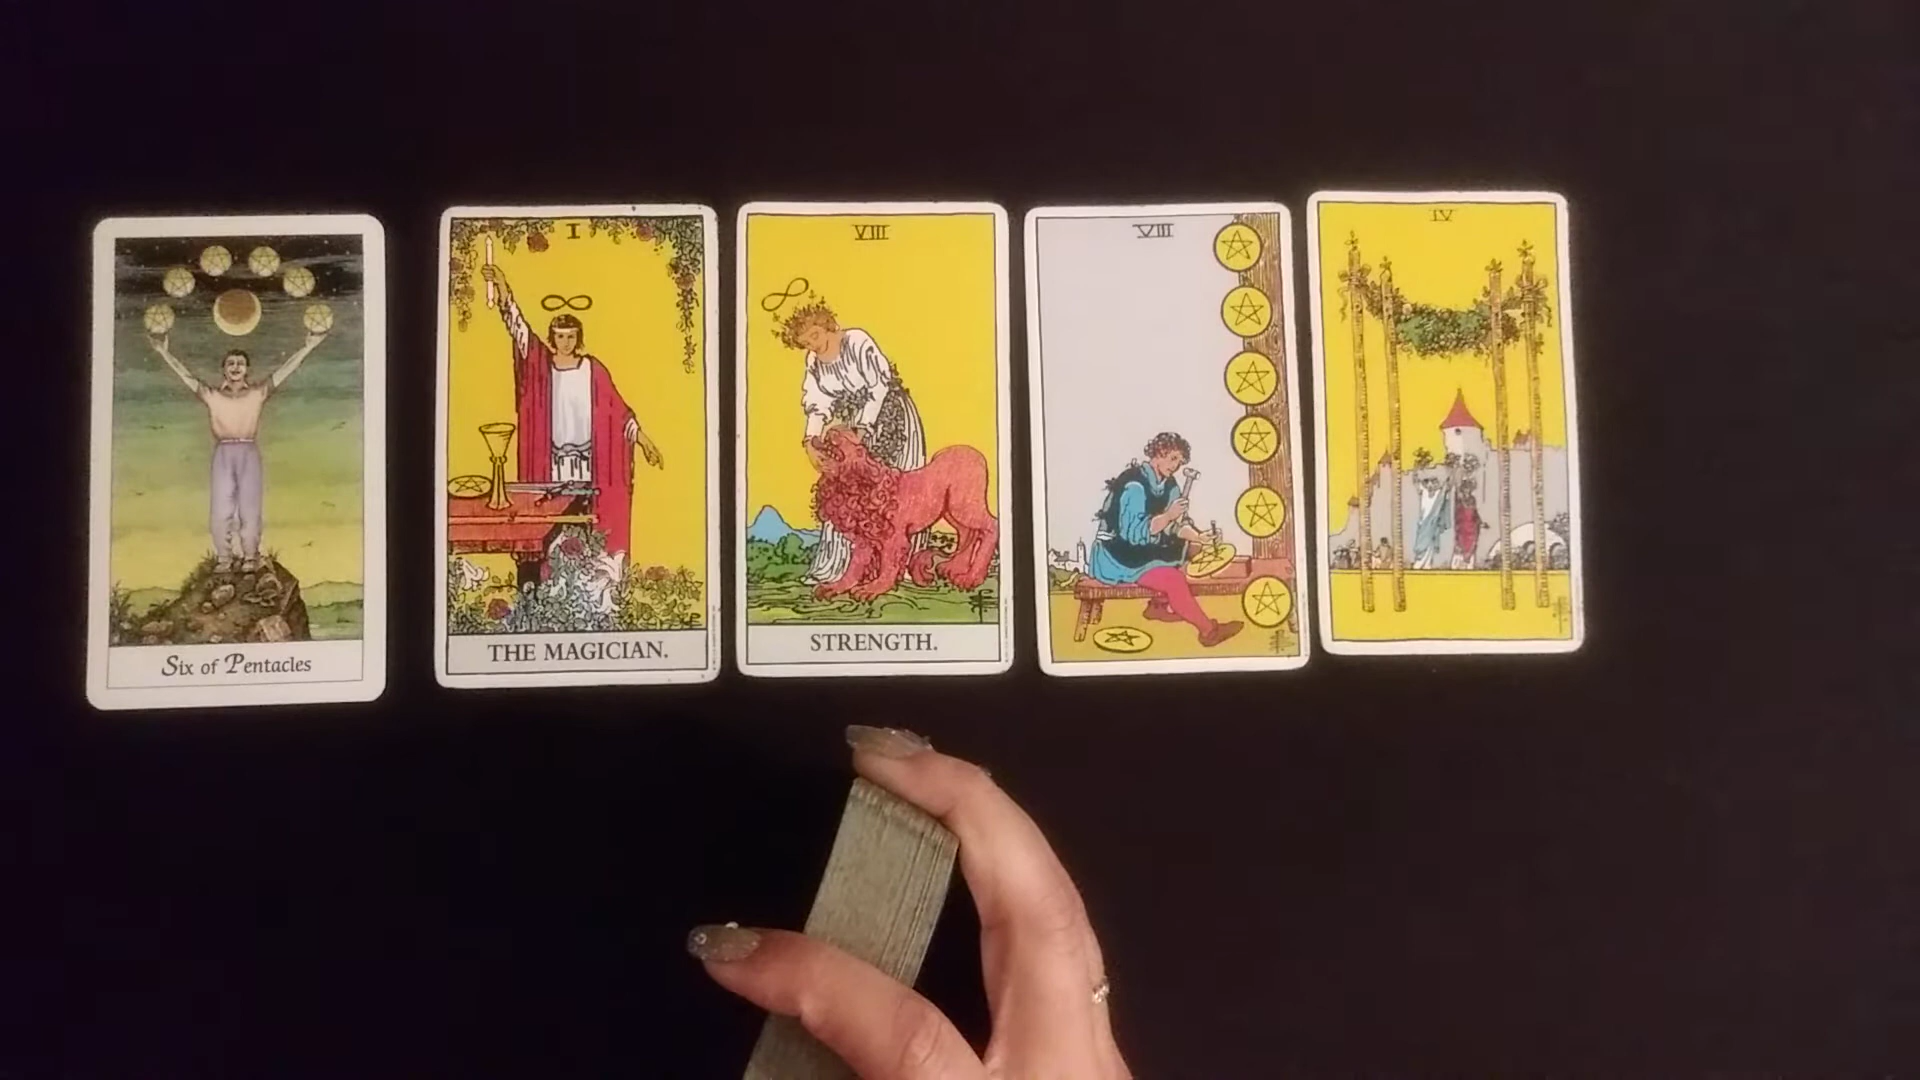 Six of Pentacles
I
THE MAGICIAN.
VIII
STRENGTH.
VIII
IV